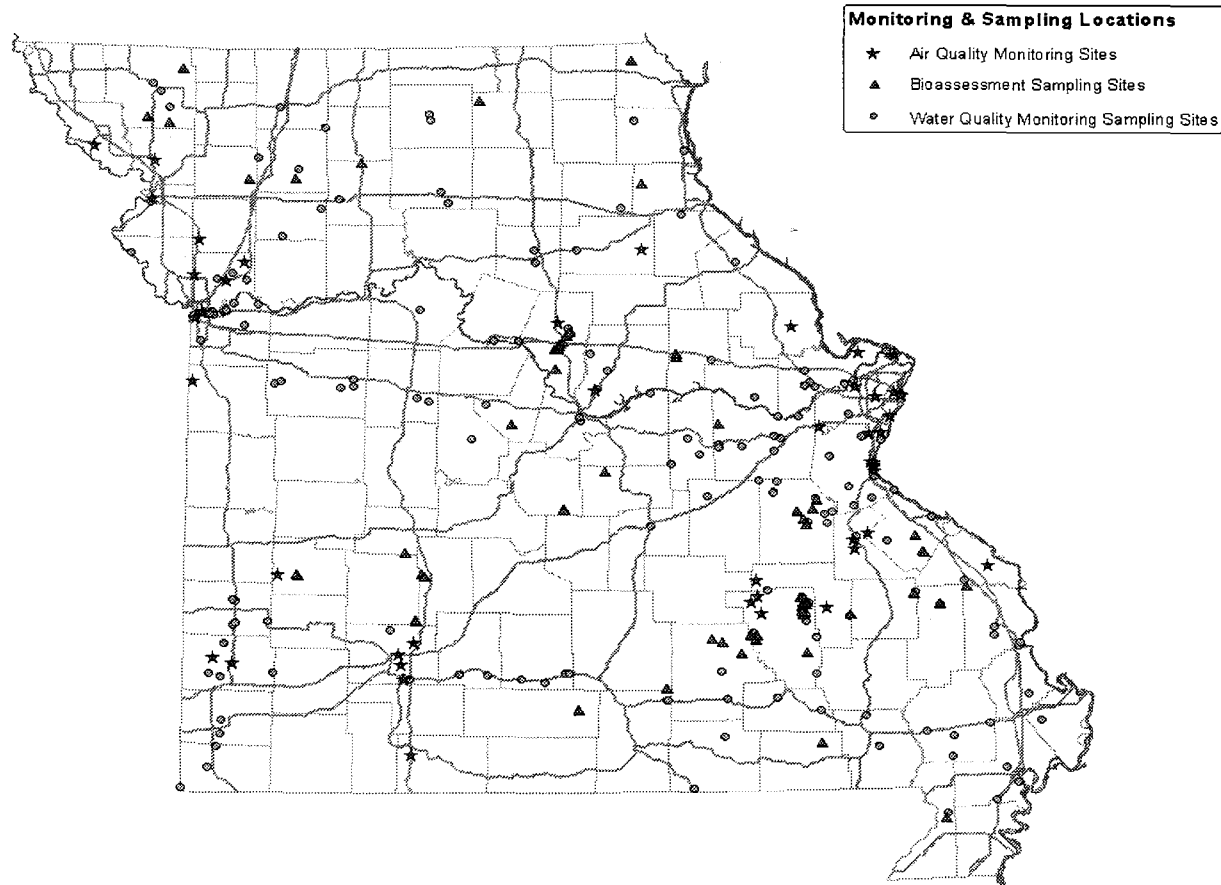 Monitoring & Sampling Locations
Air Quality Monitoring Sites
Bioassessment Sampling Sites
Water Quality Monitoring Sampling Sites